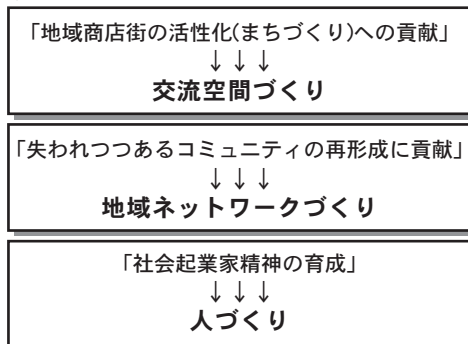 「地域商店街の活性化(まちづくり)への貢献」
↓ ↓ ↓
交流空間づくり
「失われつつあるコミュニティの再形成に貢献」
↓ ↓ ↓
地域ネットワークづくり
「社会起業家精神の育成」
↓ ↓ ↓
人づくり